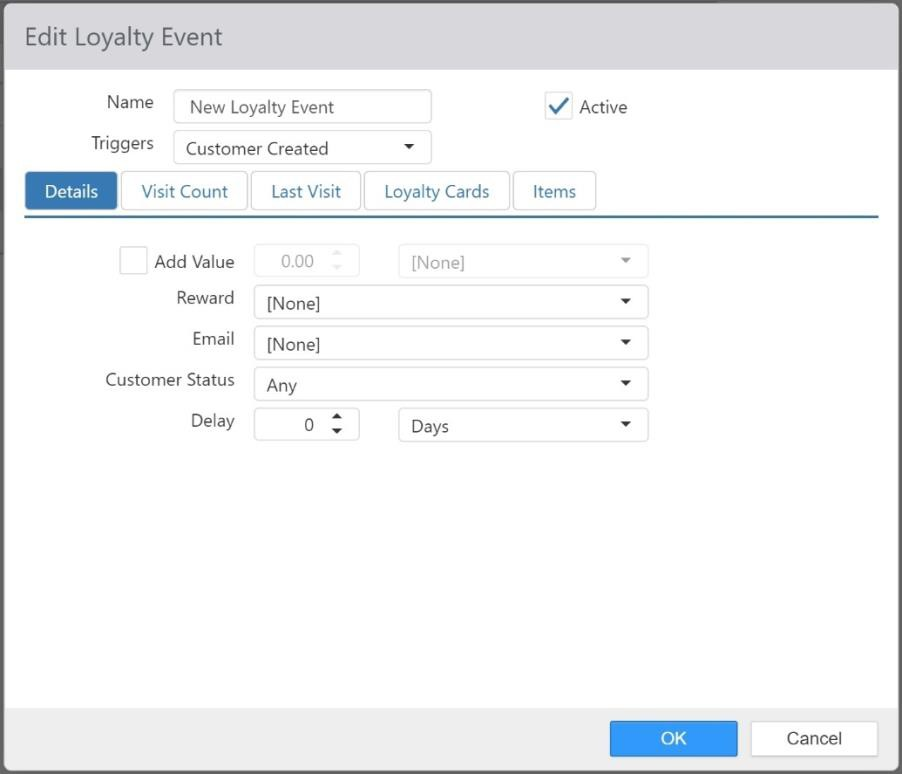 Edit Loyalty Event
Name New Loyalty Event Active
Triggers Customer Created
Details Visit Count Last Visit Loyalty Cards Items
Add Value 0.00 [None]
Reward [None]
Email [None]
Customer Status Any
Delay 0 Days
OK Cancel